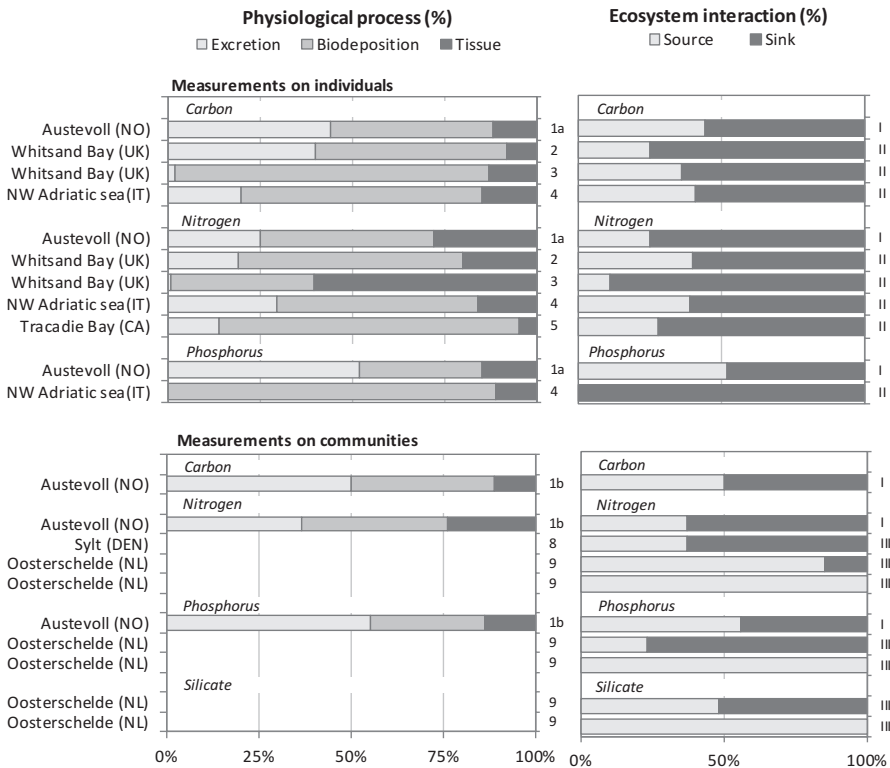 Physiological process (%) Ecosystem interaction (%)
Excretion Biodeposition Tissue Source Sink
Measurements on individuals
Carbon Carbon
Austevoll (NO) 1a I
Whitsand Bay (UK) 2 II
Whitsand Bay (UK) 3 II
NW Adriatic sea(IT) 4 II
Nitrogen Nitrogen
Austevoll (NO) 1a I
Whitsand Bay (UK) 2 II
Whitsand Bay (UK) 3 II
NW Adriatic sea(IT) 4 II
Tracadie Bay (CA) 5 II
Phosphorus Phosphorus
Austevoll (NO) 1a I
NW Adriatic sea(IT) 4 II
Measurements on communities
Carbon Carbon
Austevoll (NO) 1b I
Nitrogen Nitrogen
Austevoll (NO) 1b I
Sylt (DEN) 8 III
Oosterschelde (NL) 9 III
Oosterschelde (NL) 9 III
Phosphorus Phosphorus
Austevoll (NO) 1b I
Oosterschelde (NL) 9 III
Oosterschelde (NL) 9 III
Silicate Silicate
Oosterschelde (NL) 9 III
Oosterschelde (NL) 9 III
0% 25% 50% 75% 100% 0% 50% 100%